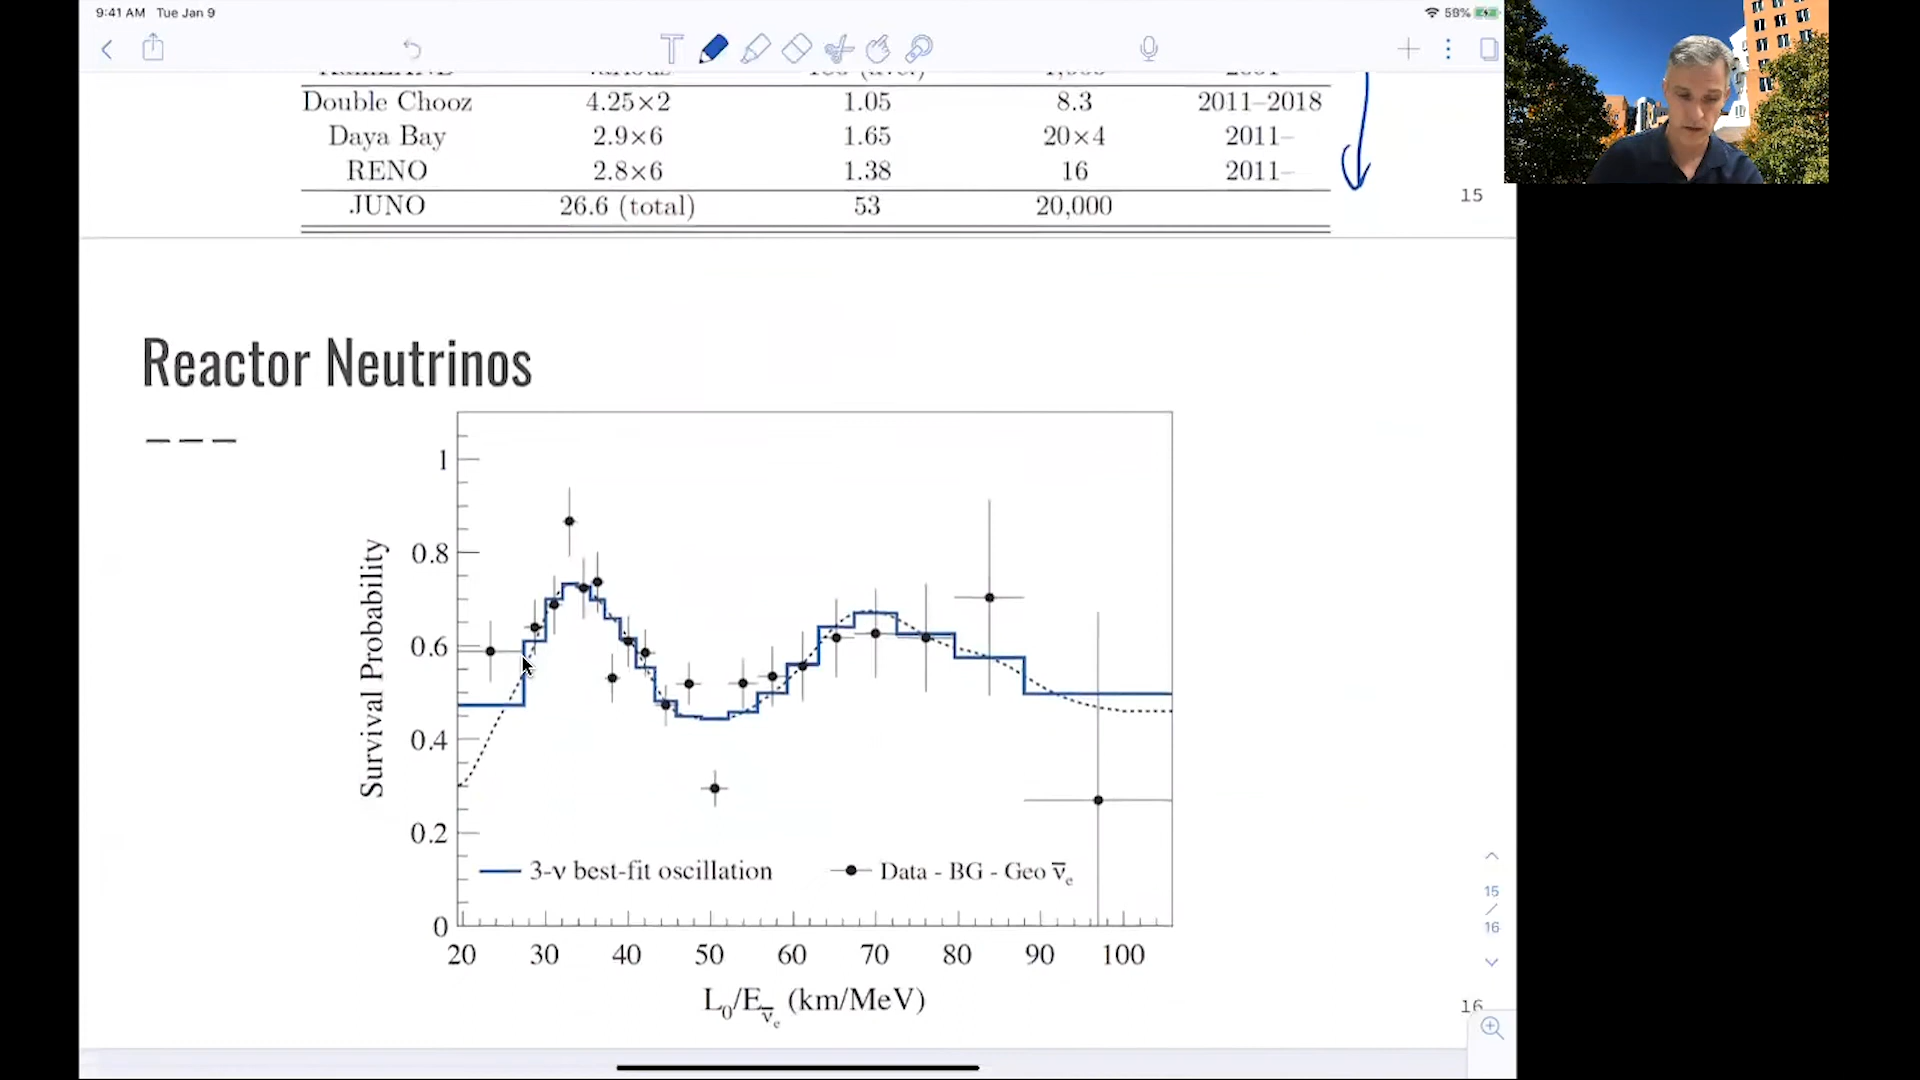 9:41 AM Tue Jan 9
59%
Double Chooz 4.25×2 1.05 8.3 2011–2018
Daya Bay 2.9×6 1.65 20×4 2011–
RENO 2.8×6 1.38 16 2011–
JUNO 26.6 (total) 53 20,000
15
Reactor Neutrinos
Survival Probability
1
0.8
0.6
0.4
0.2
0
3-ν best-fit oscillation
Data - BG - Geo ν̅e
20 30 40 50 60 70 80 90 100
L0/Eν̅e (km/MeV)
15
/
16
16